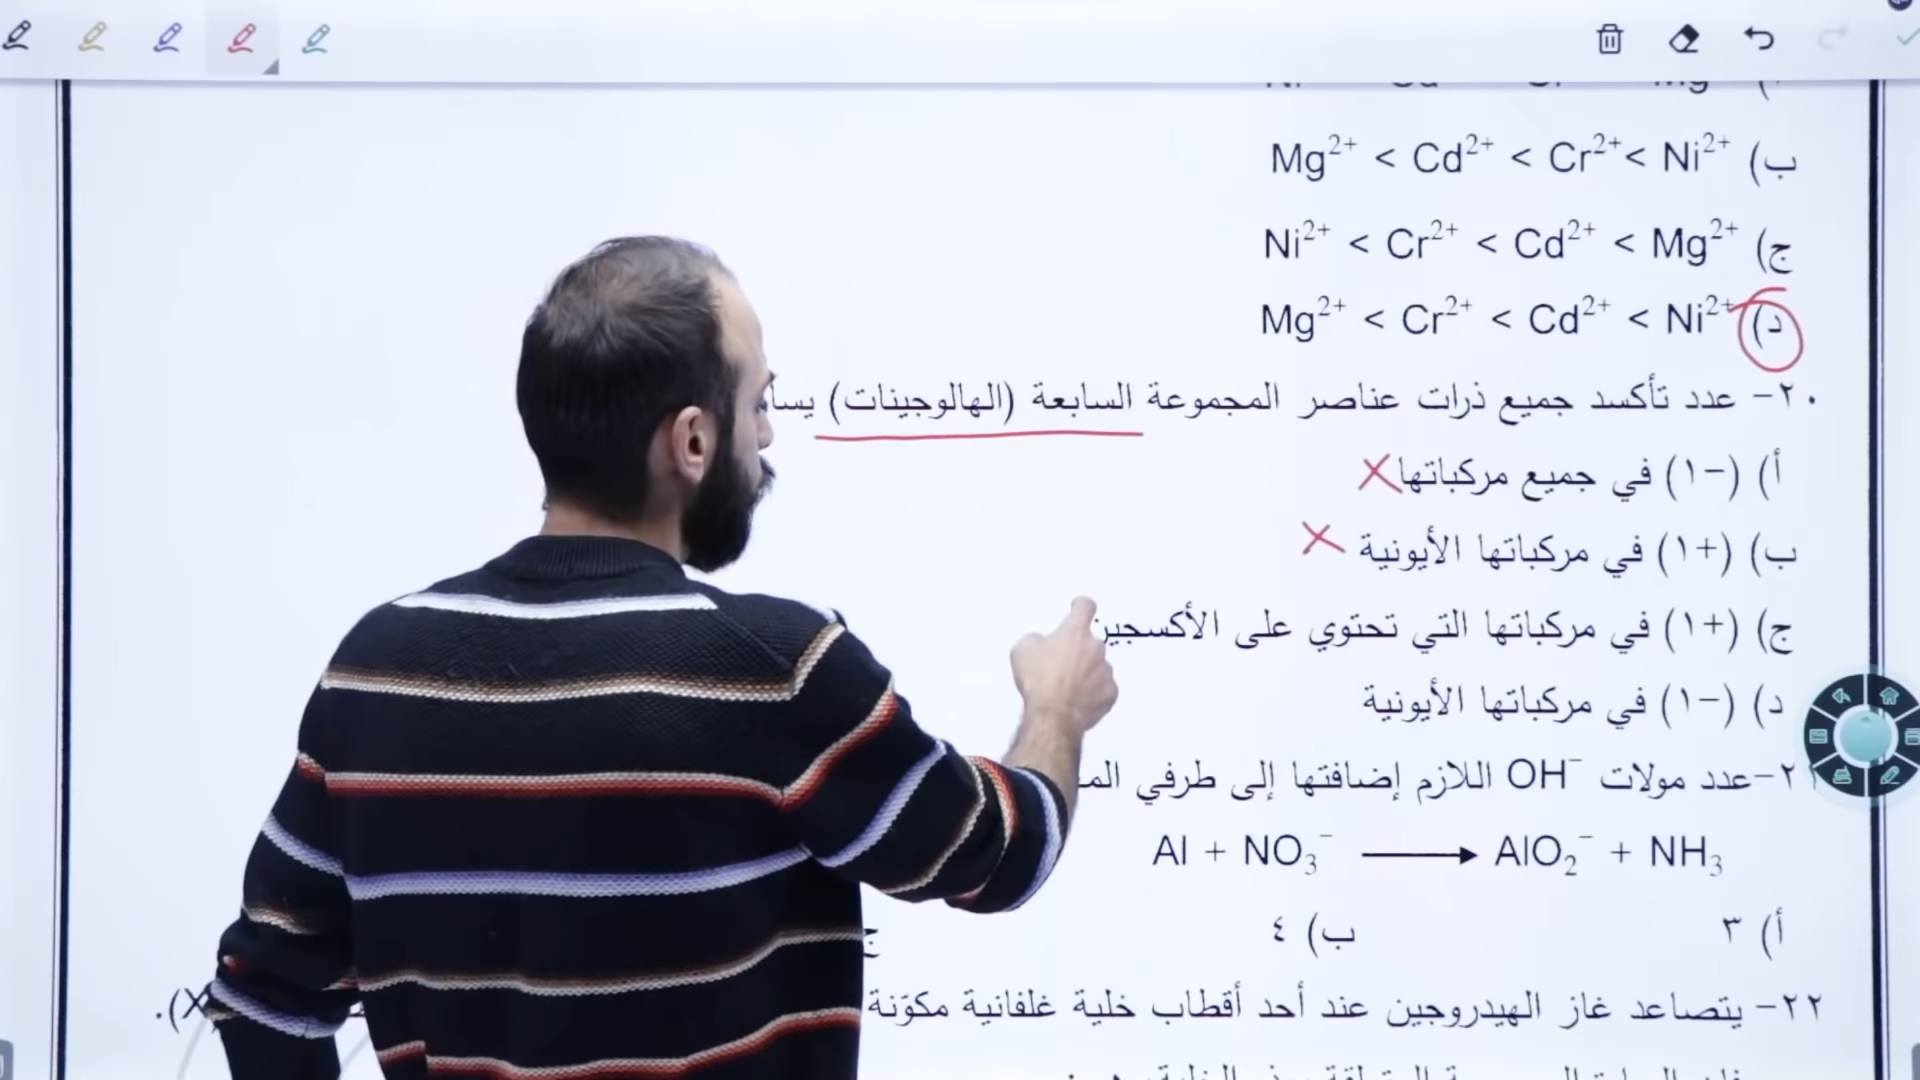 ب) Mg²⁺ < Cd²⁺ < Cr²⁺ < Ni²⁺
ج) Ni²⁺ < Cr²⁺ < Cd²⁺ < Mg²⁺
د) Mg²⁺ < Cr²⁺ < Cd²⁺ < Ni²⁺
٢٠- عدد تأكسد جميع ذرات عناصر المجموعة السابعة (الهالوجينات)
أ) (-١) في جميع مركباتها
ب) (+١) في مركباتها الأيونية
ج) (+١) في مركباتها التي تحتوي على الأكسجين
د) (-١) في مركباتها الأيونية
عدد مولات OH⁻ اللازم إضافتها إلى طرفي
Al + NO₃⁻ ⟶ AlO₂⁻ + NH₃
أ) ٣ ب) ٤
٢٢- يتصاعد غاز الهيدروجين عند أحد أقطاب خلية غلفانية مكوّنة (X).